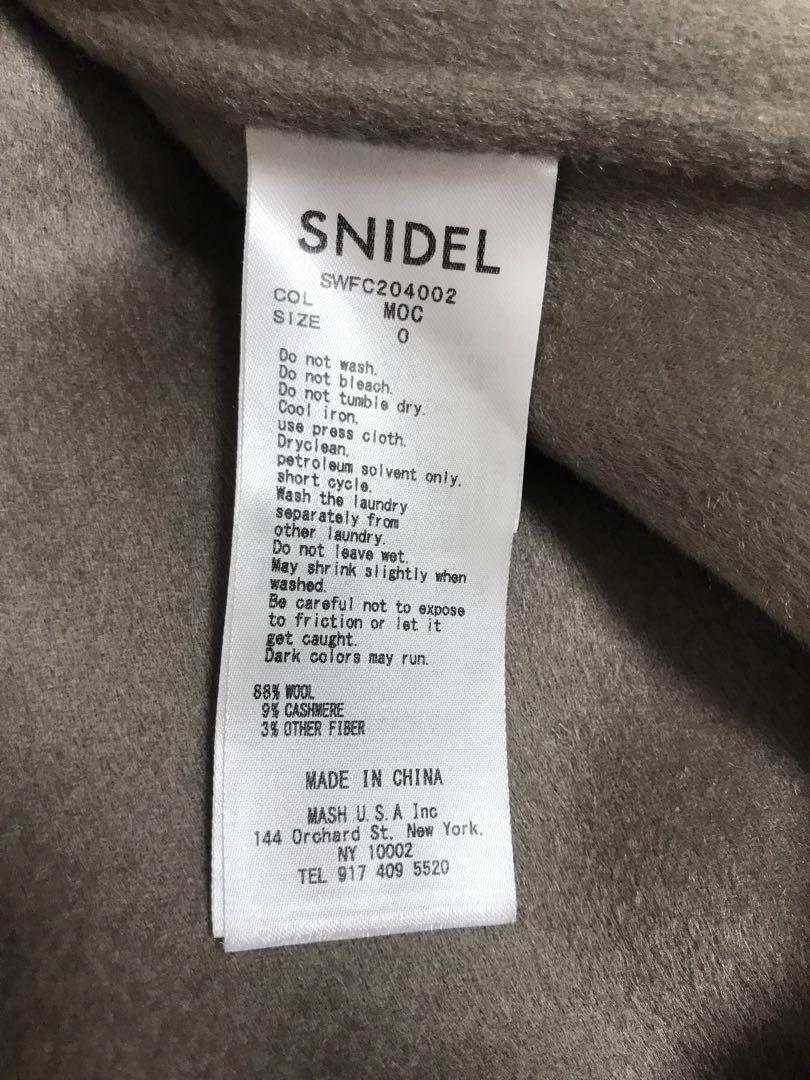 SNIDEL
SWFC204002
COL MOC
SIZE 0
Do not wash.
Do not bleach.
Do not tumble dry.
Cool iron,
use press cloth.
Dryclean,
petroleum solvent only.
short cycle.
Wash the laundry
separately from
other laundry.
Do not leave wet.
May shrink slightly when
washed.
Be careful not to expose
to friction or let it
get caught.
Dark colors may run.
88% WOOL
9% CASHMERE
3% OTHER FIBER
MADE IN CHINA
MASH U.S.A Inc
144 Orchard St. New York.
NY 10002
TEL 917 409 5520